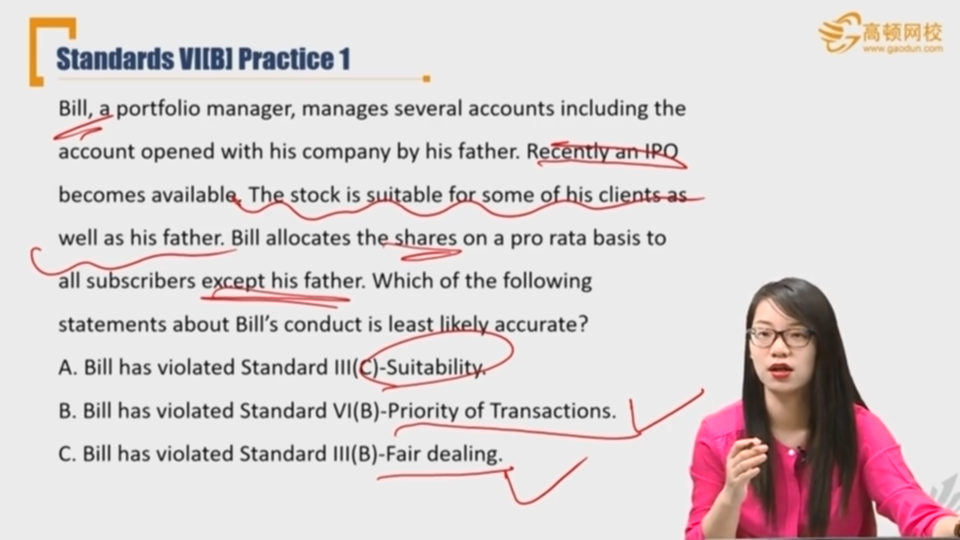 Standards VI[B] Practice 1
高顿网校
www.gaodun.com
Bill, a portfolio manager, manages several accounts including the
account opened with his company by his father. Recently an IPO
becomes available. The stock is suitable for some of his clients as
well as his father. Bill allocates the shares on a pro rata basis to
all subscribers except his father. Which of the following
statements about Bill’s conduct is least likely accurate?
A. Bill has violated Standard III(C)-Suitability.
B. Bill has violated Standard VI(B)-Priority of Transactions.
C. Bill has violated Standard III(B)-Fair dealing.